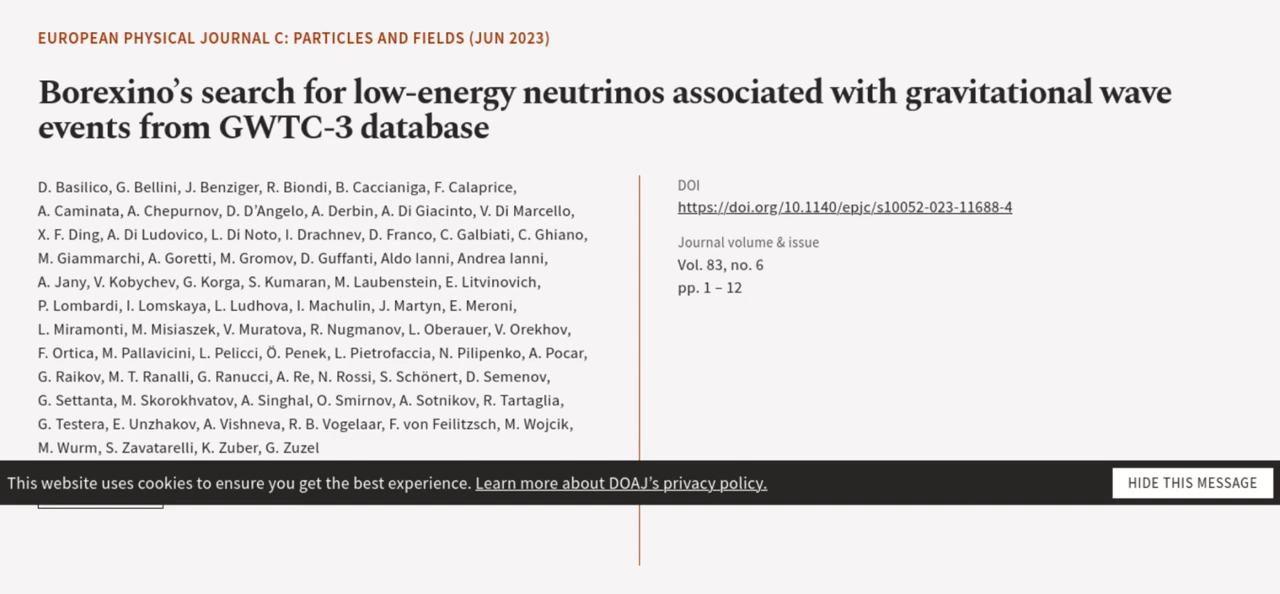 EUROPEAN PHYSICAL JOURNAL C: PARTICLES AND FIELDS (JUN 2023)
Borexino’s search for low-energy neutrinos associated with gravitational wave
events from GWTC-3 database
D. Basilico, G. Bellini, J. Benziger, R. Biondi, B. Caccianiga, F. Calaprice,
A. Caminata, A. Chepurnov, D. D’Angelo, A. Derbin, A. Di Giacinto, V. Di Marcello,
X. F. Ding, A. Di Ludovico, L. Di Noto, I. Drachnev, D. Franco, C. Galbiati, C. Ghiano,
M. Giammarchi, A. Goretti, M. Gromov, D. Guffanti, Aldo Ianni, Andrea Ianni,
A. Jany, V. Kobychev, G. Korga, S. Kumaran, M. Laubenstein, E. Litvinovich,
P. Lombardi, I. Lomskaya, L. Ludhova, I. Machulin, J. Martyn, E. Meroni,
L. Miramonti, M. Misiaszek, V. Muratova, R. Nugmanov, L. Oberauer, V. Orekhov,
F. Ortica, M. Pallavicini, L. Pelicci, Ö. Penek, L. Pietrofaccia, N. Pilipenko, A. Pocar,
G. Raikov, M. T. Ranalli, G. Ranucci, A. Re, N. Rossi, S. Schönert, D. Semenov,
G. Settanta, M. Skorokhvatov, A. Singhal, O. Smirnov, A. Sotnikov, R. Tartaglia,
G. Testera, E. Unzhakov, A. Vishneva, R. B. Vogelaar, F. von Feilitzsch, M. Wojcik,
M. Wurm, S. Zavatarelli, K. Zuber, G. Zuzel
DOI
https://doi.org/10.1140/epjc/s10052-023-11688-4
Journal volume & issue
Vol. 83, no. 6
pp. 1 – 12
This website uses cookies to ensure you get the best experience. Learn more about DOAJ’s privacy policy.
HIDE THIS MESSAGE